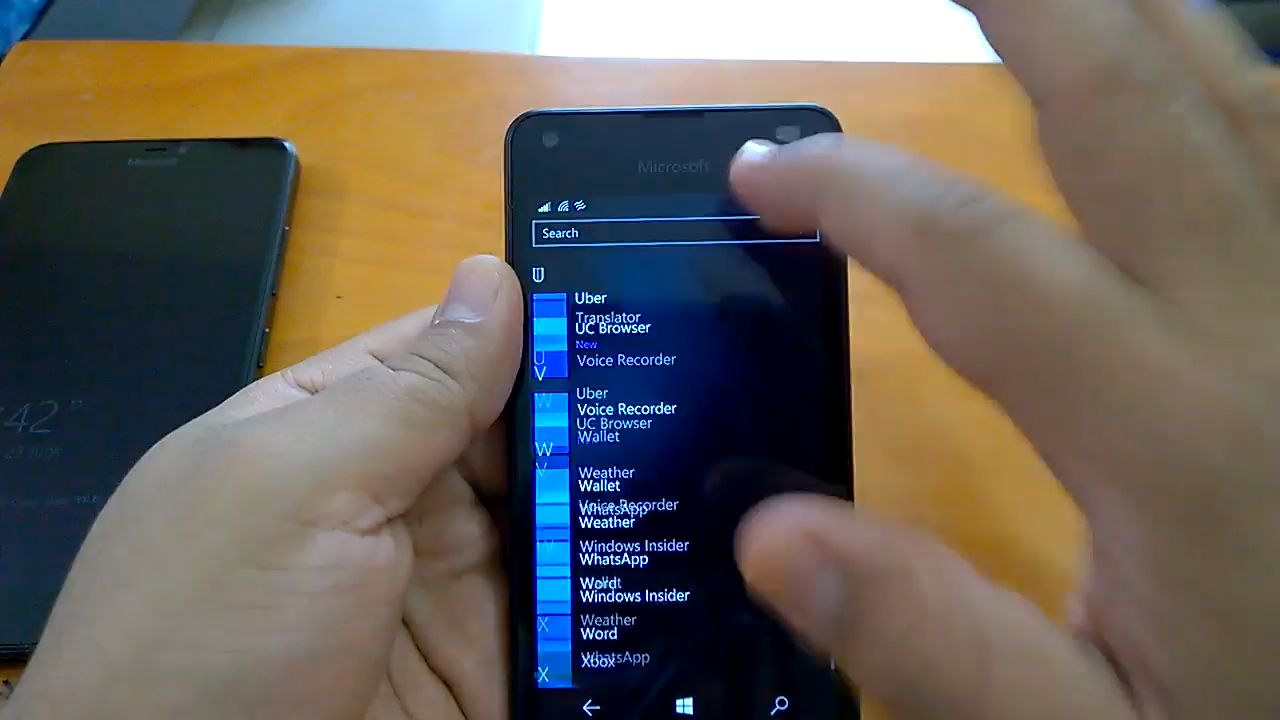 Microsoft
Search
U
Uber
Translator
UC Browser
New
U
Voice Recorder
V
Uber
W
Voice Recorder
UC Browser
Wallet
W
V
Weather
Wallet
Voice Recorder
WhatsApp
Weather
W
Windows Insider
WhatsApp
Word
Windows Insider
Weather
X
Word
WhatsApp
Xbox
X
42